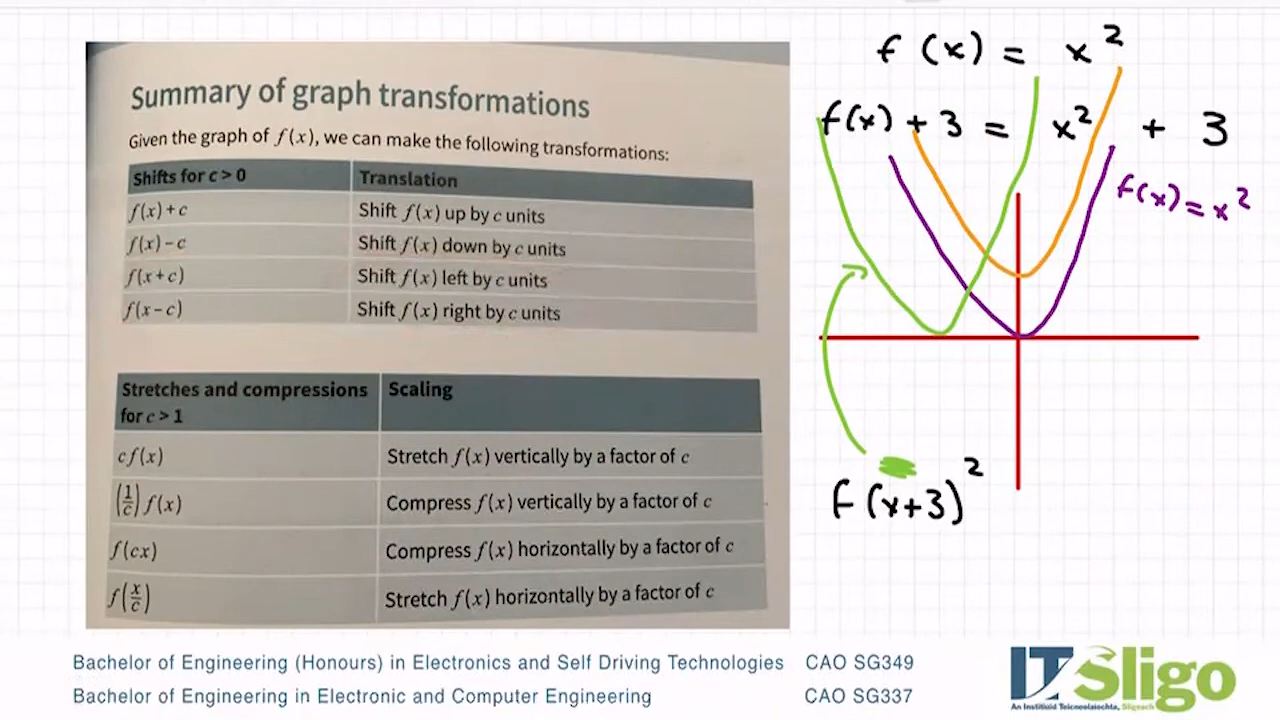 Summary of graph transformations
Given the graph of f(x), we can make the following transformations:
Shifts for c > 0 Translation
f(x) + c Shift f(x) up by c units
f(x) − c Shift f(x) down by c units
f(x + c) Shift f(x) left by c units
f(x − c) Shift f(x) right by c units
Stretches and compressions Scaling
for c > 1
cf(x) Stretch f(x) vertically by a factor of c
(1/c) f(x) Compress f(x) vertically by a factor of c
f(cx) Compress f(x) horizontally by a factor of c
f(x/c) Stretch f(x) horizontally by a factor of c
f(x) = x²
f(x) + 3 = x² + 3
f(x) = x²
f(x+3)²
Bachelor of Engineering (Honours) in Electronics and Self Driving Technologies CAO SG349
Bachelor of Engineering in Electronic and Computer Engineering CAO SG337
IT Sligo
An Institiúid Teicneolaíochta, Sligeach